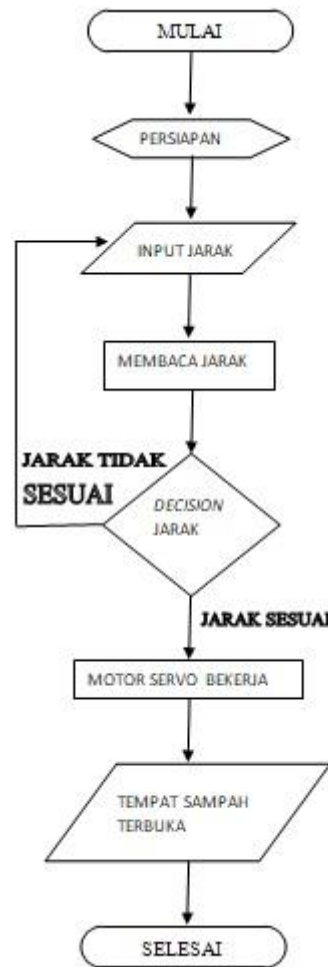 MULAI
PERSIAPAN
INPUT JARAK
MEMBACA JARAK
JARAK TIDAK
SESUAI
DECISION
JARAK
JARAK SESUAI
MOTOR SERVO BEKERJA
TEMPAT SAMPAH
TERBUKA
SELESAI